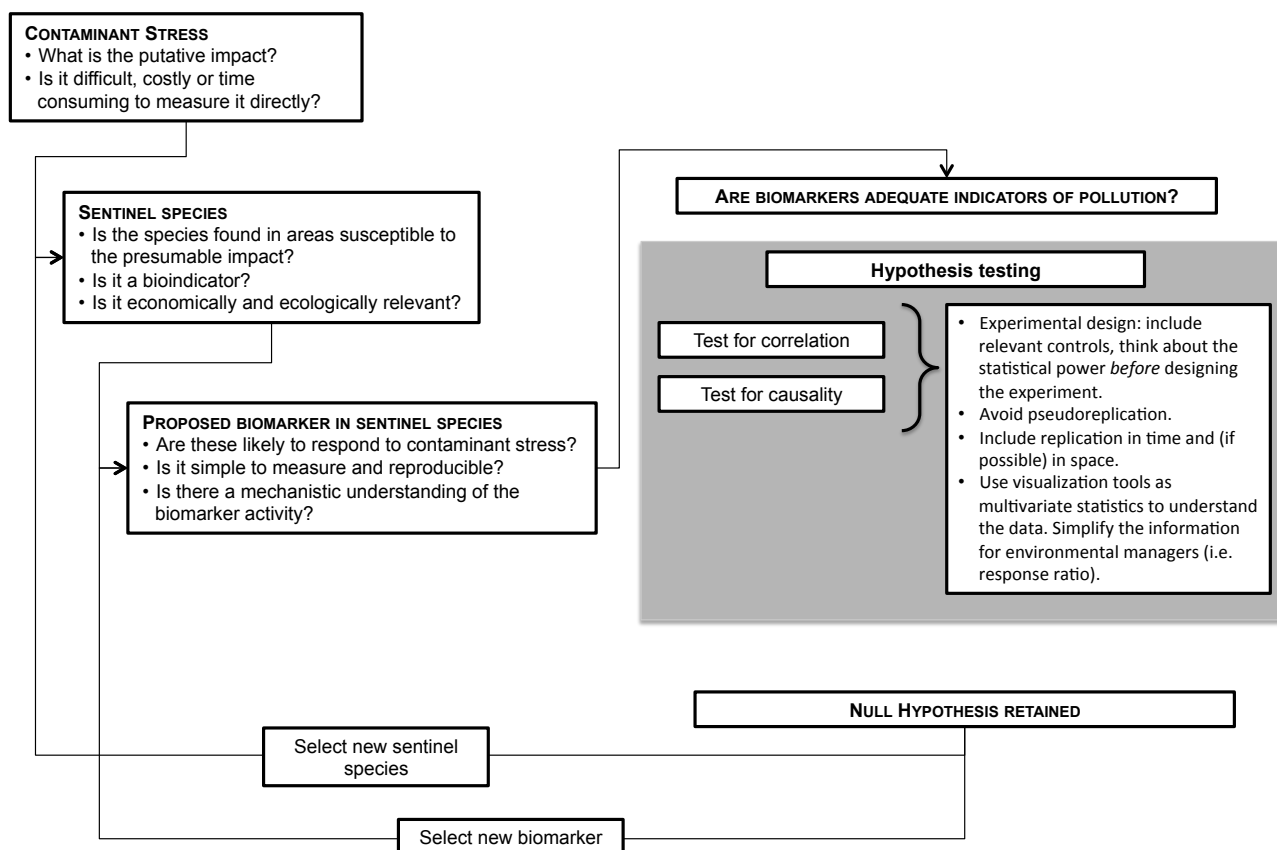 CONTAMINANT STRESS
• What is the putative impact?
• Is it difficult, costly or time
consuming to measure it directly?
SENTINEL SPECIES
• Is the species found in areas susceptible to
the presumable impact?
• Is it a bioindicator?
• Is it economically and ecologically relevant?
PROPOSED BIOMARKER IN SENTINEL SPECIES
• Are these likely to respond to contaminant stress?
• Is it simple to measure and reproducible?
• Is there a mechanistic understanding of the
biomarker activity?
ARE BIOMARKERS ADEQUATE INDICATORS OF POLLUTION?
Hypothesis testing
Test for correlation
Test for causality
• Experimental design: include
relevant controls, think about the
statistical power before designing
the experiment.
• Avoid pseudoreplication.
• Include replication in time and (if
possible) in space.
• Use visualization tools as
multivariate statistics to understand
the data. Simplify the information
for environmental managers (i.e.
response ratio).
NULL HYPOTHESIS RETAINED
Select new sentinel
species
Select new biomarker